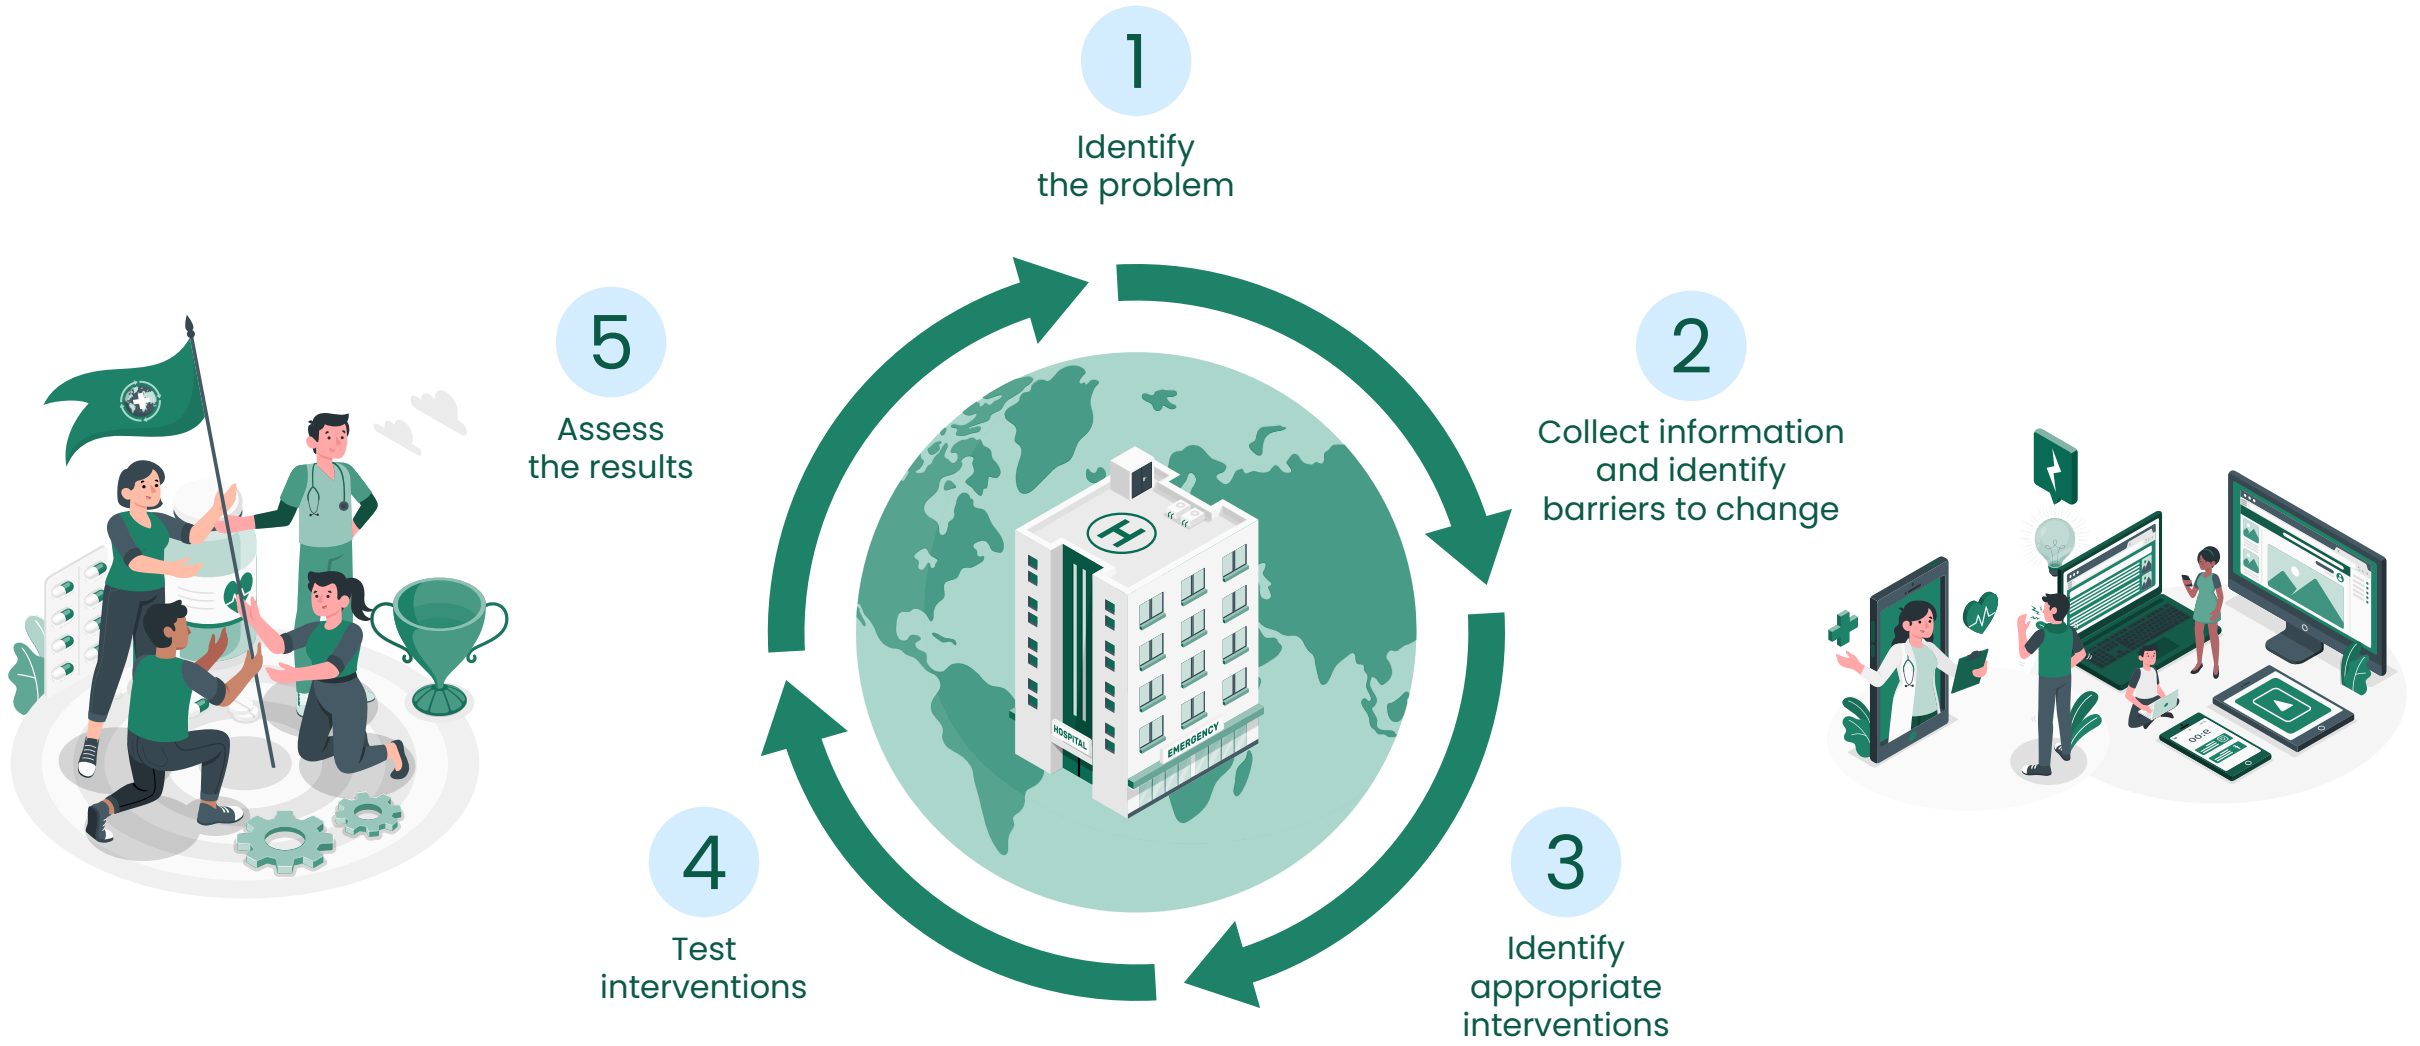 1
Identify
the problem
2
Collect information
and identify
barriers to change
3
Identify
appropriate
interventions
4
Test
interventions
5
Assess
the results
H
HOSPITAL
EMERGENCY